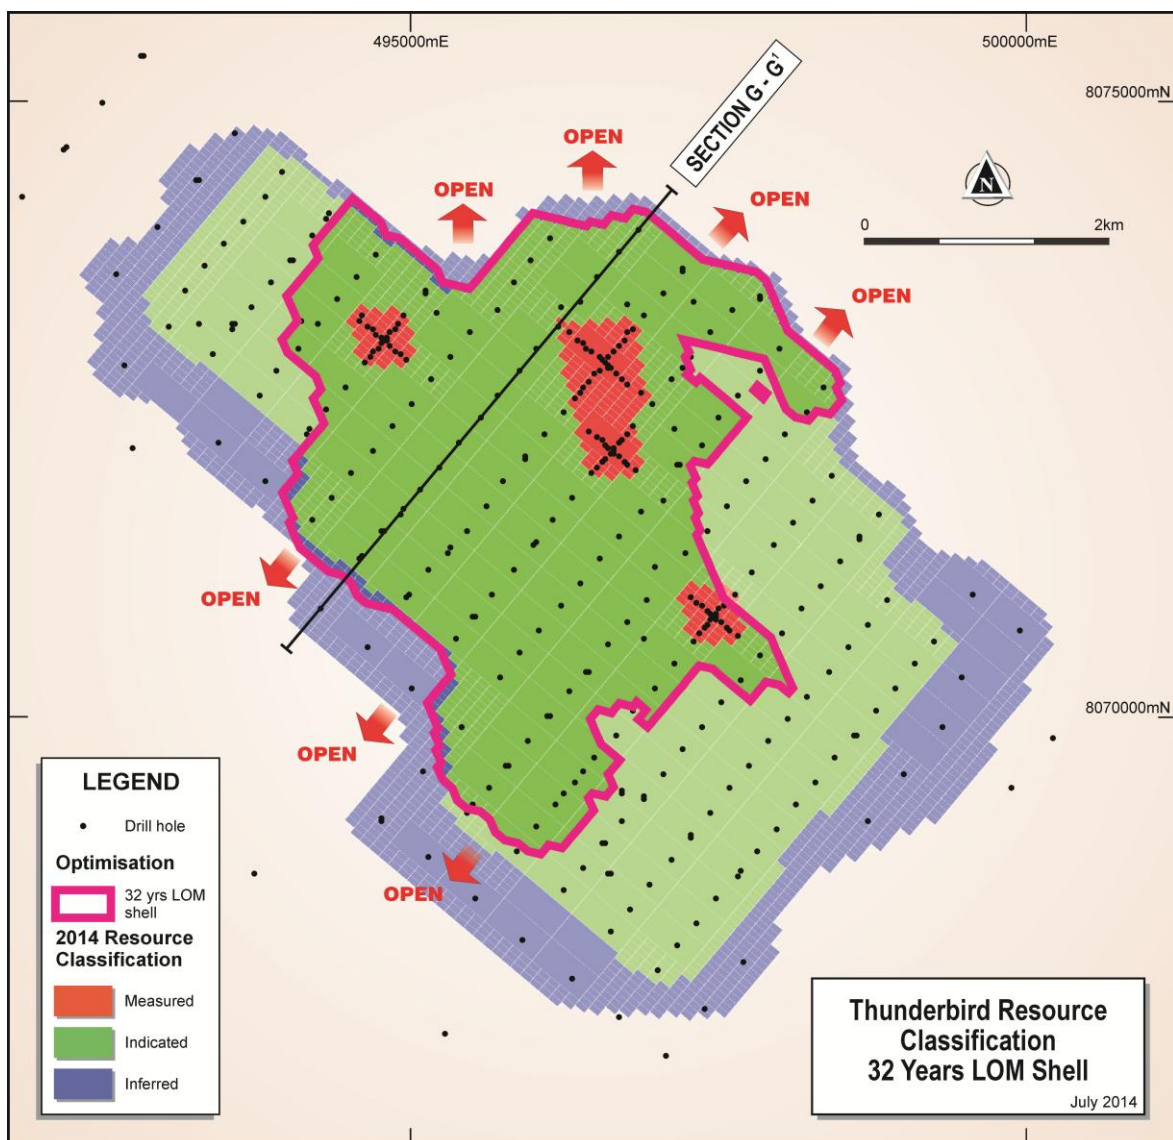 495000mE
500000mE
8075000mN
SECTION G - G¹
OPEN
OPEN
OPEN
N
0
2km
OPEN
OPEN
8070000mN
OPEN
OPEN
LEGEND
Drill hole
Optimisation
32 yrs LOM
shell
2014 Resource
Classification
Measured
Indicated
Inferred
Thunderbird Resource
Classification
32 Years LOM Shell
July 2014